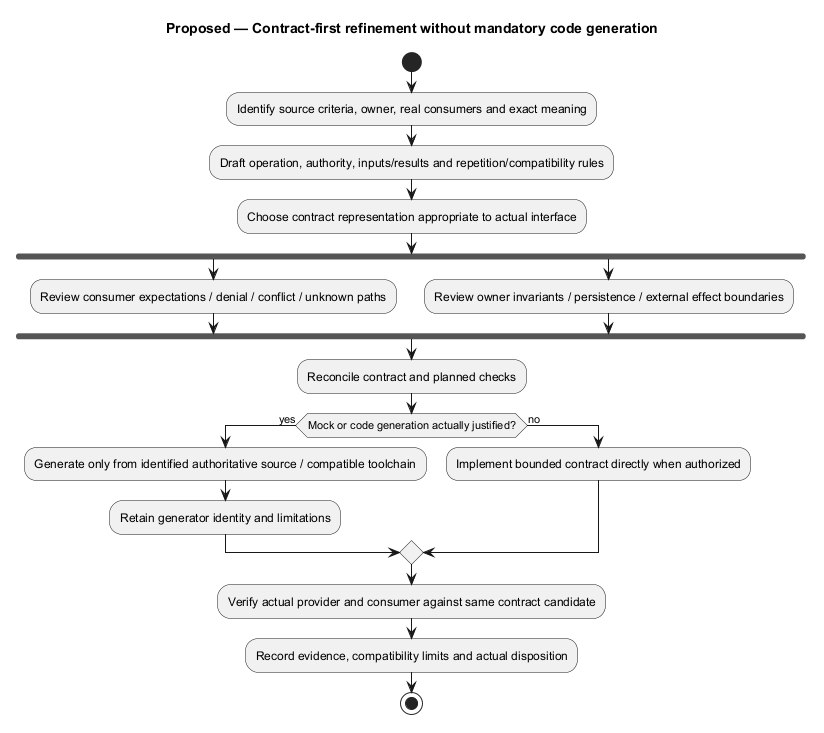 Proposed — Contract-first refinement without mandatory code generation
Identify source criteria, owner, real consumers and exact meaning
Draft operation, authority, inputs/results and repetition/compatibility rules
Choose contract representation appropriate to actual interface
Review consumer expectations / denial / conflict / unknown paths
Review owner invariants / persistence / external effect boundaries
Reconcile contract and planned checks
yes
Mock or code generation actually justified?
no
Generate only from identified authoritative source / compatible toolchain
Implement bounded contract directly when authorized
Retain generator identity and limitations
Verify actual provider and consumer against same contract candidate
Record evidence, compatibility limits and actual disposition